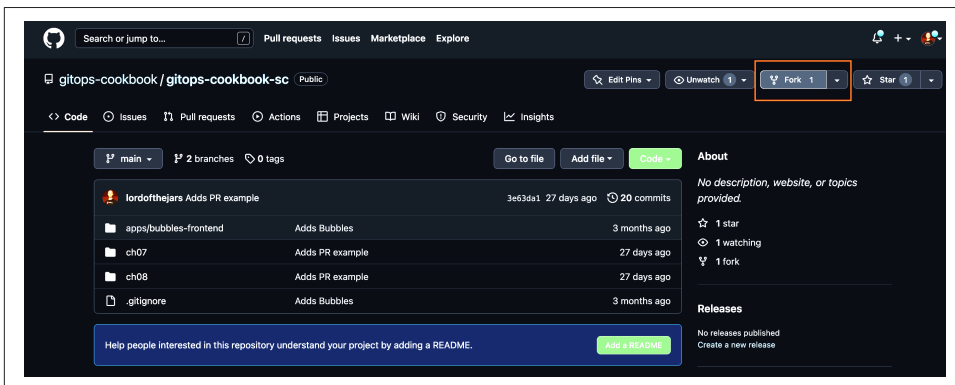 Search or jump to... / Pull requests Issues Marketplace Explore
gitops-cookbook / gitops-cookbook-sc Public Edit Pins Unwatch 1 Fork 1 Star 1
Code Issues Pull requests Actions Projects Wiki Security Insights
main 2 branches 0 tags Go to file Add file Code
About
No description, website, or topics
provided.
lordofthejars Adds PR example 3e63da1 27 days ago 20 commits
apps/bubbles-frontend Adds Bubbles 3 months ago
ch07 Adds PR example 27 days ago
ch08 Adds PR example 27 days ago
.gitignore Adds Bubbles 3 months ago
1 star
1 watching
1 fork
Releases
No releases published
Create a new release
Help people interested in this repository understand your project by adding a README. Add a README